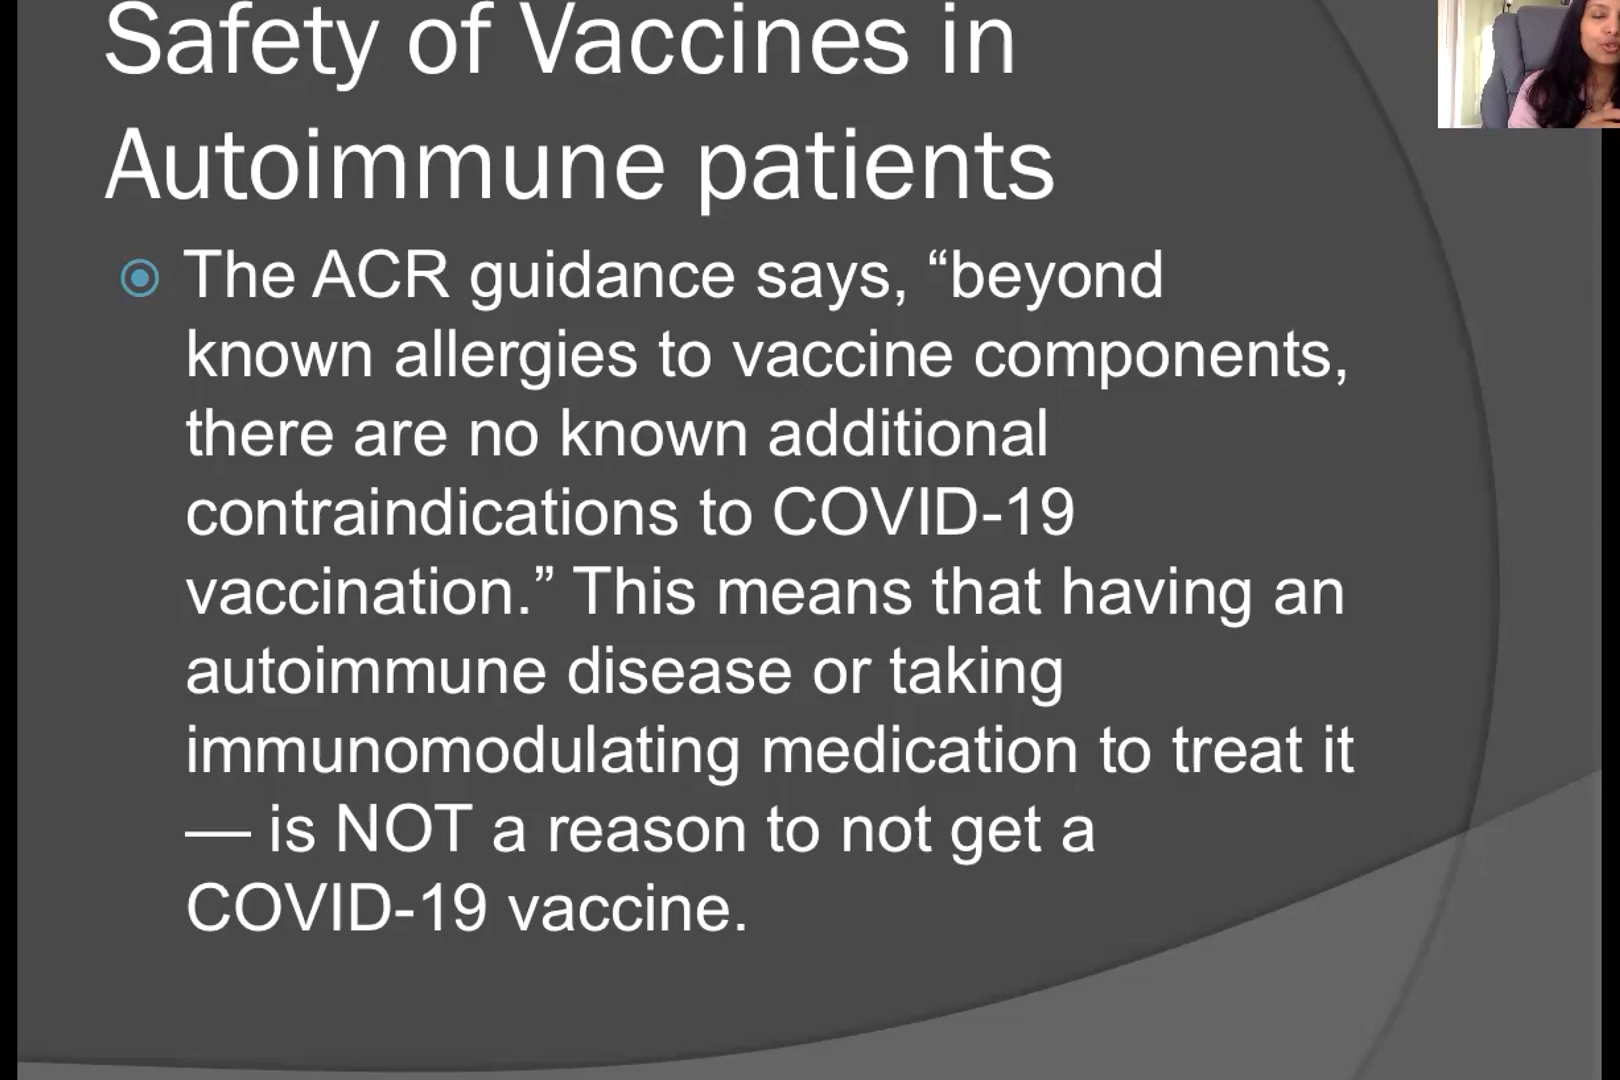 Safety of Vaccines in
Autoimmune patients
The ACR guidance says, “beyond
known allergies to vaccine components,
there are no known additional
contraindications to COVID-19
vaccination.” This means that having an
autoimmune disease or taking
immunomodulating medication to treat it
— is NOT a reason to not get a
COVID-19 vaccine.